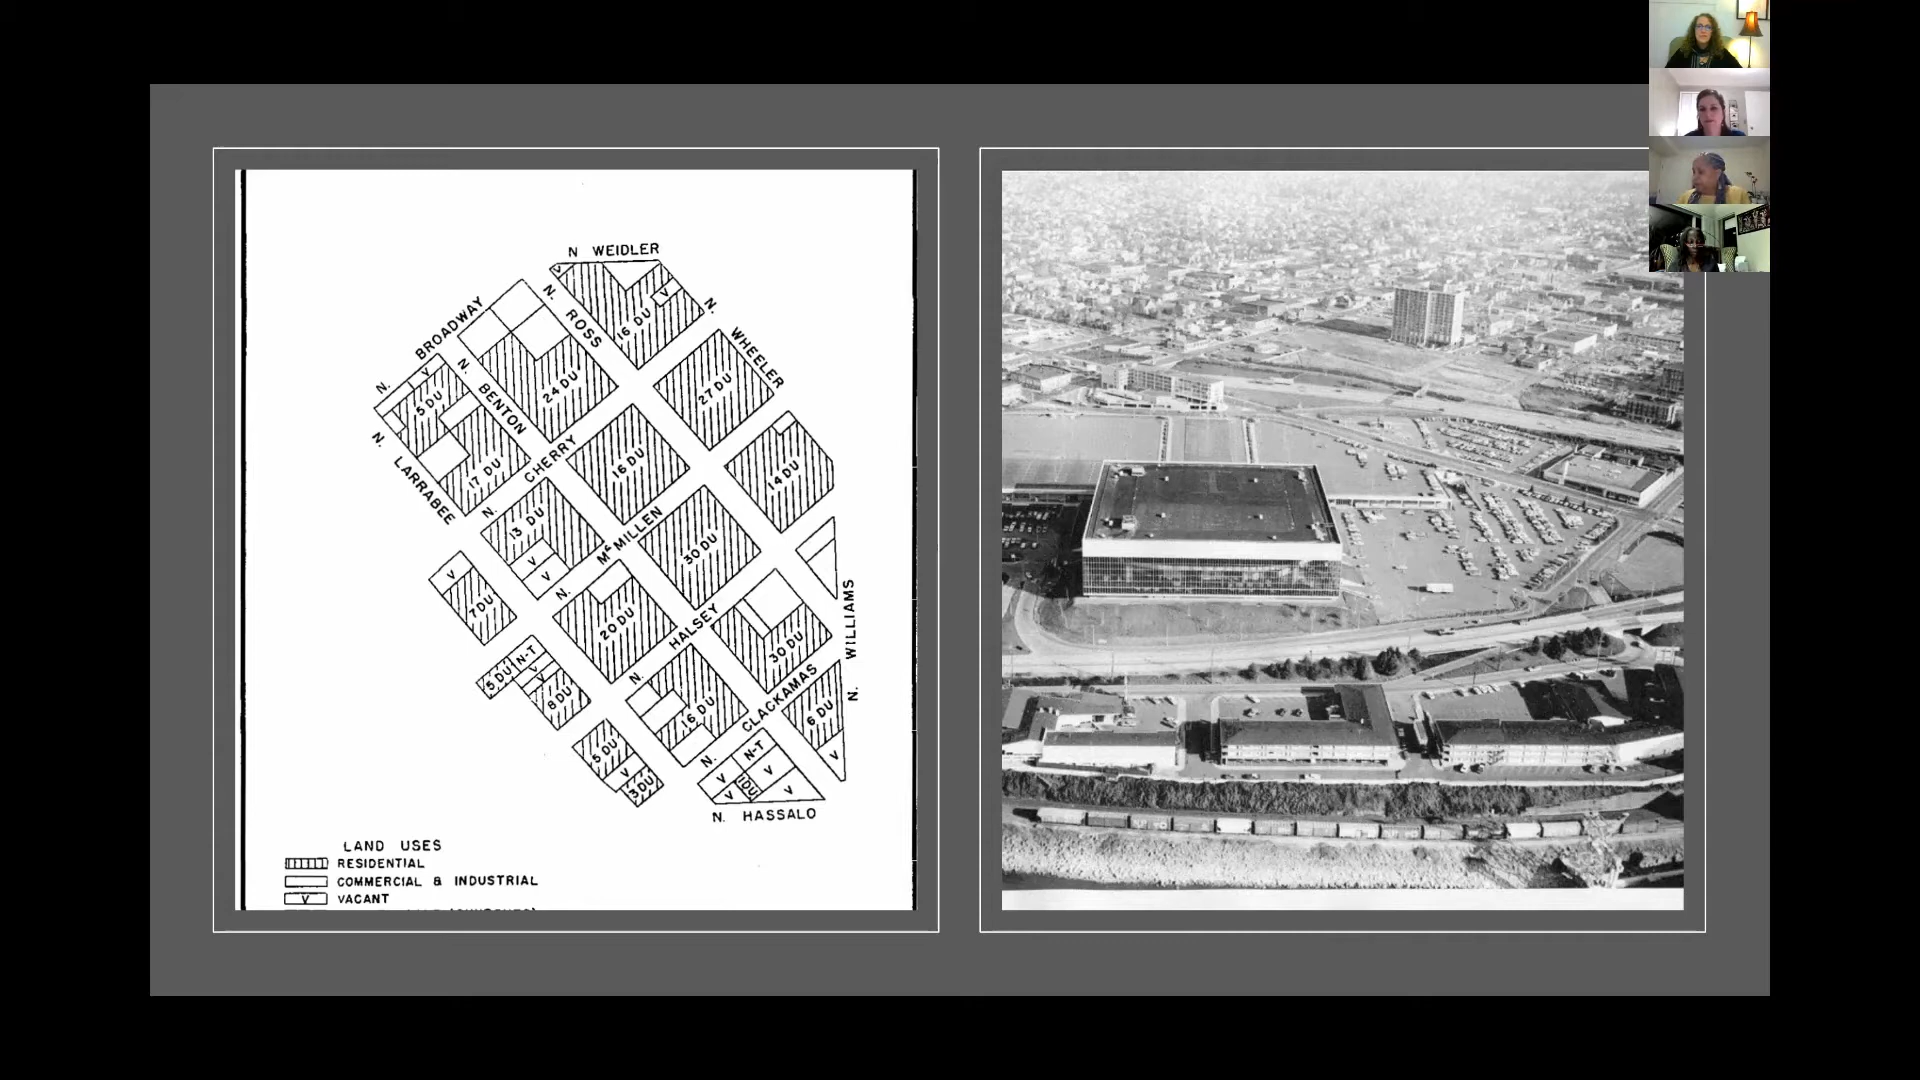 N WEIDLER
N. ROSS
V
V
16 DU
N. WHEELER
N. BROADWAY
N. BENTON
24 DU
27 DU
V
5 DU
17 DU
N. LARRABEE
N. CHERRY
16 DU
14 DU
13 DU
V
V
N. McMILLEN
30 DU
V
7 DU
20 DU
N. HALSEY
30 DU
N. WILLIAMS
5 DU
N-T
V
V
8 DU
16 DU
N. CLACKAMAS
6 DU
V
5 DU
V
3 DU
N-T
V
V
1 DU
V
V
N. HASSALO
LAND USES
RESIDENTIAL
COMMERCIAL & INDUSTRIAL
V VACANT